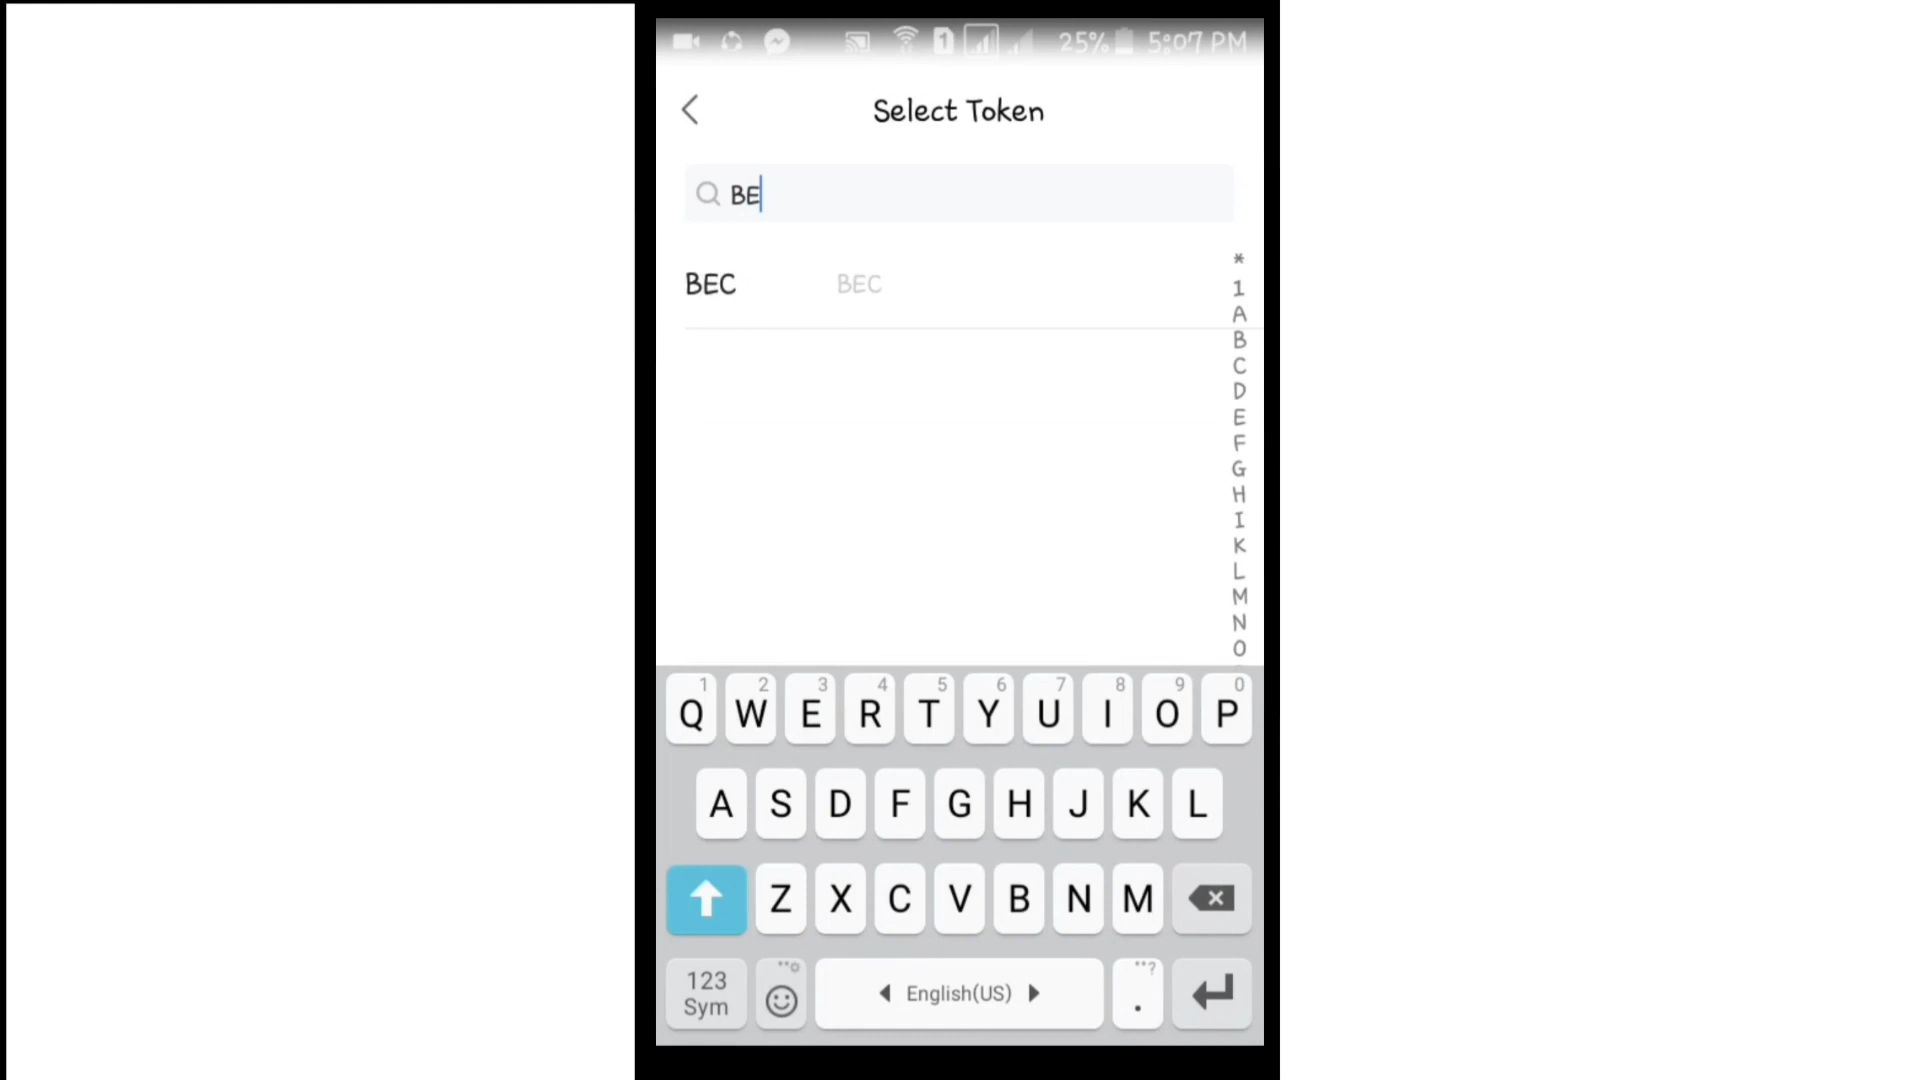 1 25% 5:07 PM
Select Token
BE
BEC BEC
*
1
A
B
C
D
E
F
G
H
I
K
L
M
N
O
1 2 3 4 5 6 7 8 9 0
Q W E R T Y U I O P
A S D F G H J K L
Z X C V B N M
123
Sym
English(US)
. ?